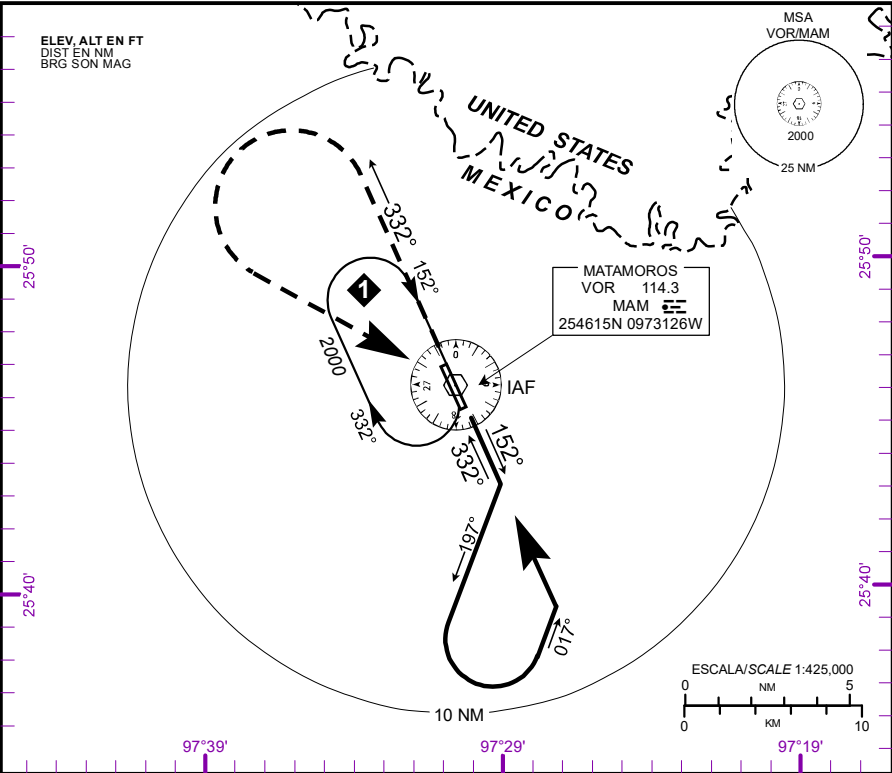 ELEV, ALT EN FT
DIST EN NM
BRG SON MAG
MSA
VOR/MAM
2000
25 NM
UNITED STATES
MEXICO
332°
152°
1
2000
332°
MATAMOROS
VOR 114.3
MAM
254615N 0973126W
0
27
18
IAF
152°
332°
197°
017°
25°50'
25°50'
25°40'
25°40'
10 NM
ESCALA/SCALE 1:425,000
0 NM 5
0 KM 10
97°39'
97°29'
97°19'